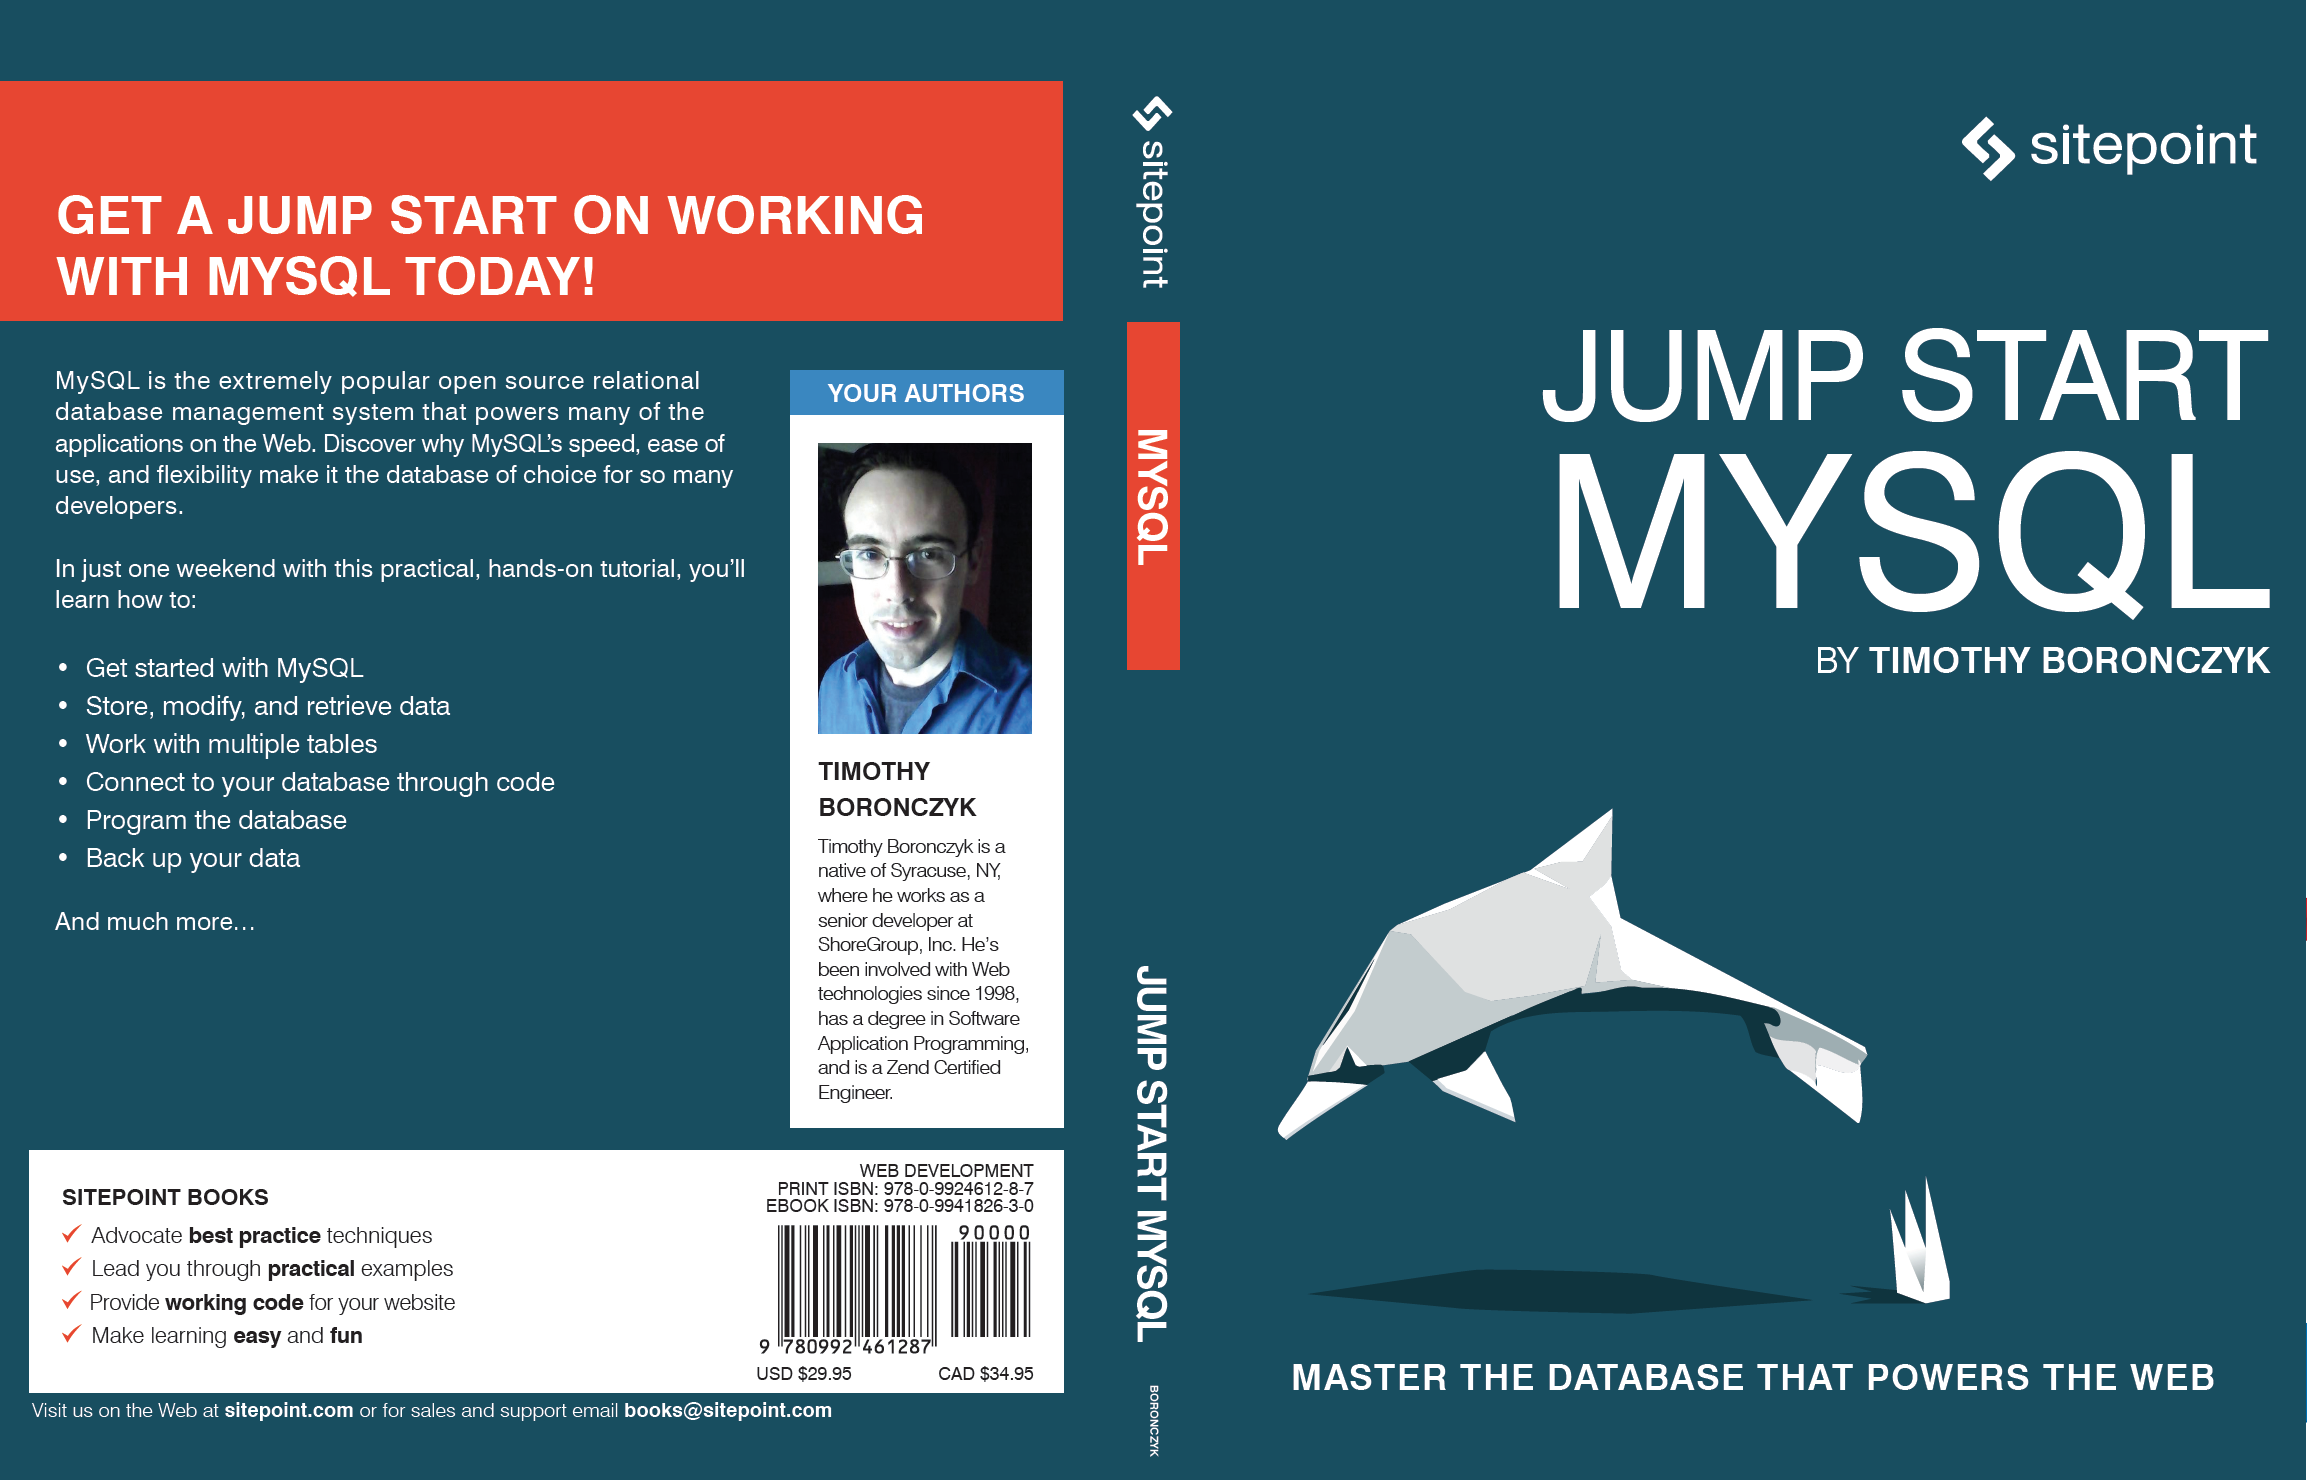 GET A JUMP START ON WORKING
WITH MYSQL TODAY!
MySQL is the extremely popular open source relational
database management system that powers many of the
applications on the Web. Discover why MySQL’s speed, ease of
use, and flexibility make it the database of choice for so many
developers.
In just one weekend with this practical, hands-on tutorial, you’ll
learn how to:
• Get started with MySQL
• Store, modify, and retrieve data
• Work with multiple tables
• Connect to your database through code
• Program the database
• Back up your data
And much more…
YOUR AUTHORS
TIMOTHY
BORONCZYK
Timothy Boronczyk is a
native of Syracuse, NY,
where he works as a
senior developer at
ShoreGroup, Inc. He’s
been involved with Web
technologies since 1998,
has a degree in Software
Application Programming,
and is a Zend Certified
Engineer.
SITEPOINT BOOKS
Advocate best practice techniques
Lead you through practical examples
Provide working code for your website
Make learning easy and fun
WEB DEVELOPMENT
PRINT ISBN: 978-0-9924612-8-7
EBOOK ISBN: 978-0-9941826-3-0
90000
9 780992 461287
USD $29.95 CAD $34.95
Visit us on the Web at sitepoint.com or for sales and support email books@sitepoint.com
sitepoint
MYSQL
JUMP START MYSQL
BORONCZYK
sitepoint
JUMP START
MYSQL
BY TIMOTHY BORONCZYK
MASTER THE DATABASE THAT POWERS THE WEB